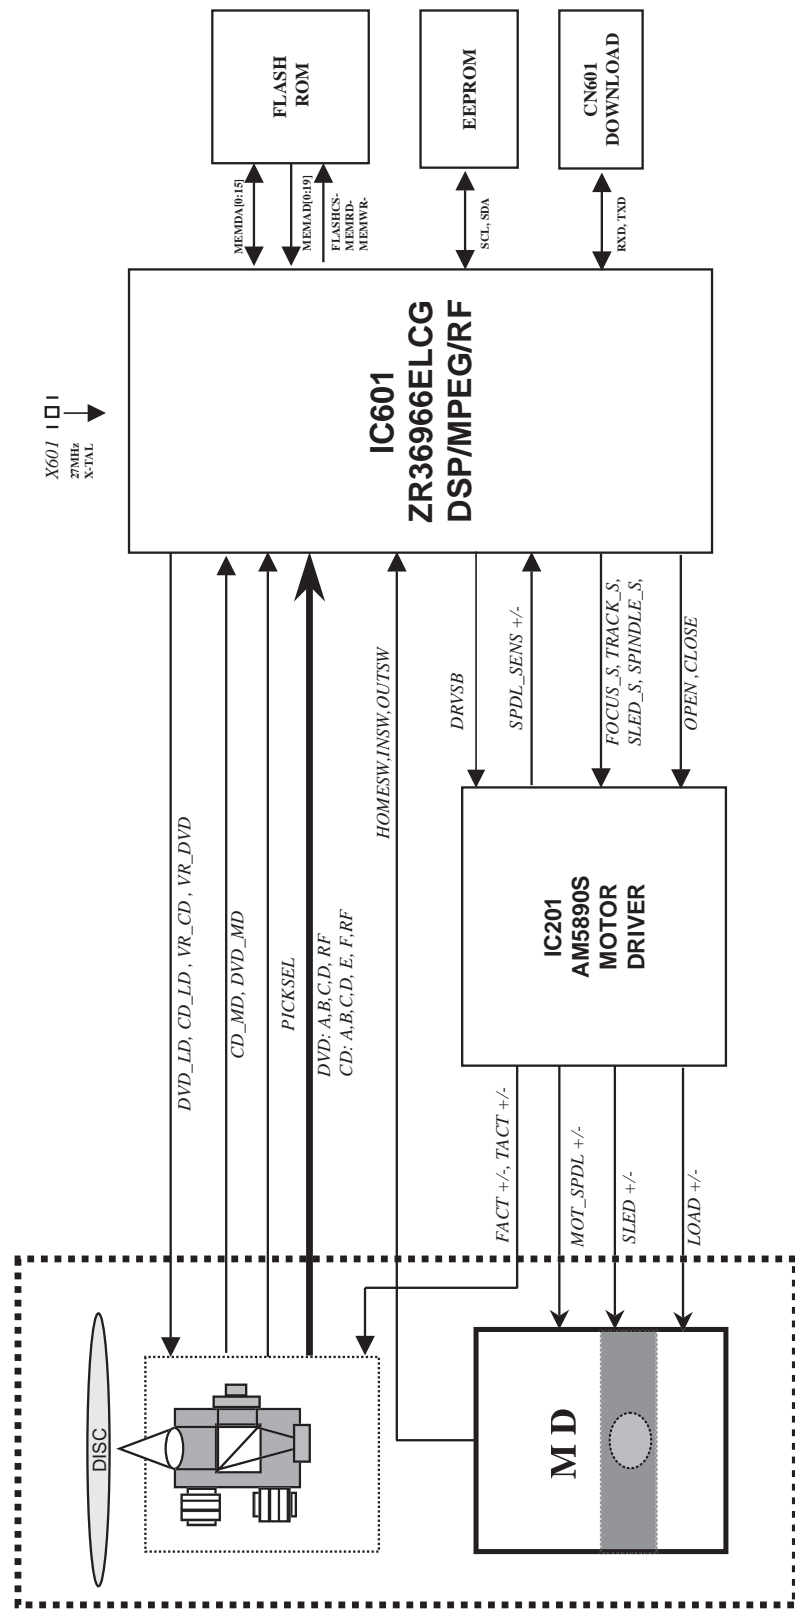 DISC
M D
DVD_LD, CD_LD , VR_CD , VR_DVD
CD_MD, DVD_MD
PICKSEL
DVD: A,B,C,D, RF
CD: A,B,C,D, E, F,RF
HOMESW,INSW,OUTSW
FACT +/-, TACT +/-
MOT_SPDL +/-
SLED +/-
LOAD +/-
IC201
AM5890S
MOTOR
DRIVER
DRVSB
SPDL_SENS +/-
FOCUS_S, TRACK_S,
SLED_S, SPINDLE_S,
OPEN ,CLOSE
X601
27MHz
X-TAL
IC601
ZR36966ELCG
DSP/MPEG/RF
MEMDA[0:15]
MEMAD[0:19]
FLASHCS-
MEMRD-
MEMWR-
SCL, SDA
RXD, TXD
FLASH
ROM
EEPROM
CN601
DOWNLOAD